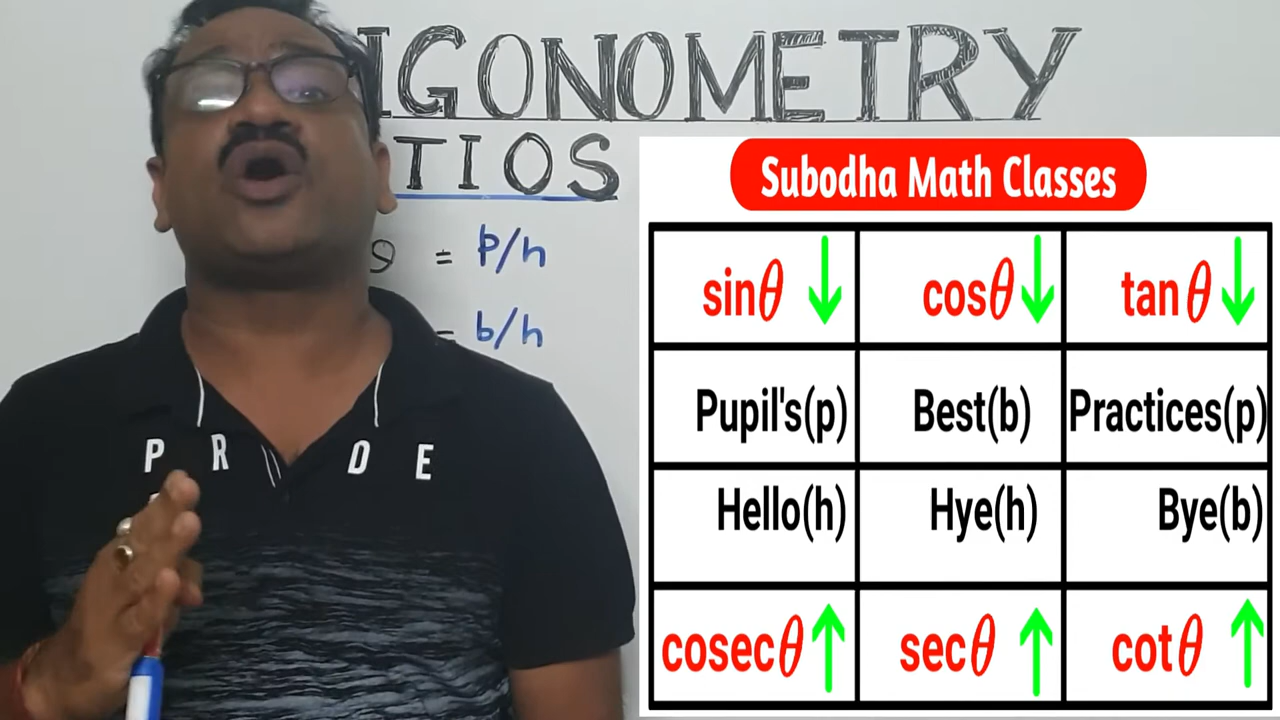 IGONOMETRY
TIOS
θ = p/h
= b/h
P R D E
Subodha Math Classes
sinθ ↓ cosθ ↓ tanθ ↓
Pupil's(p) Best(b) Practices(p)
Hello(h) Hye(h) Bye(b)
cosecθ ↑ secθ ↑ cotθ ↑